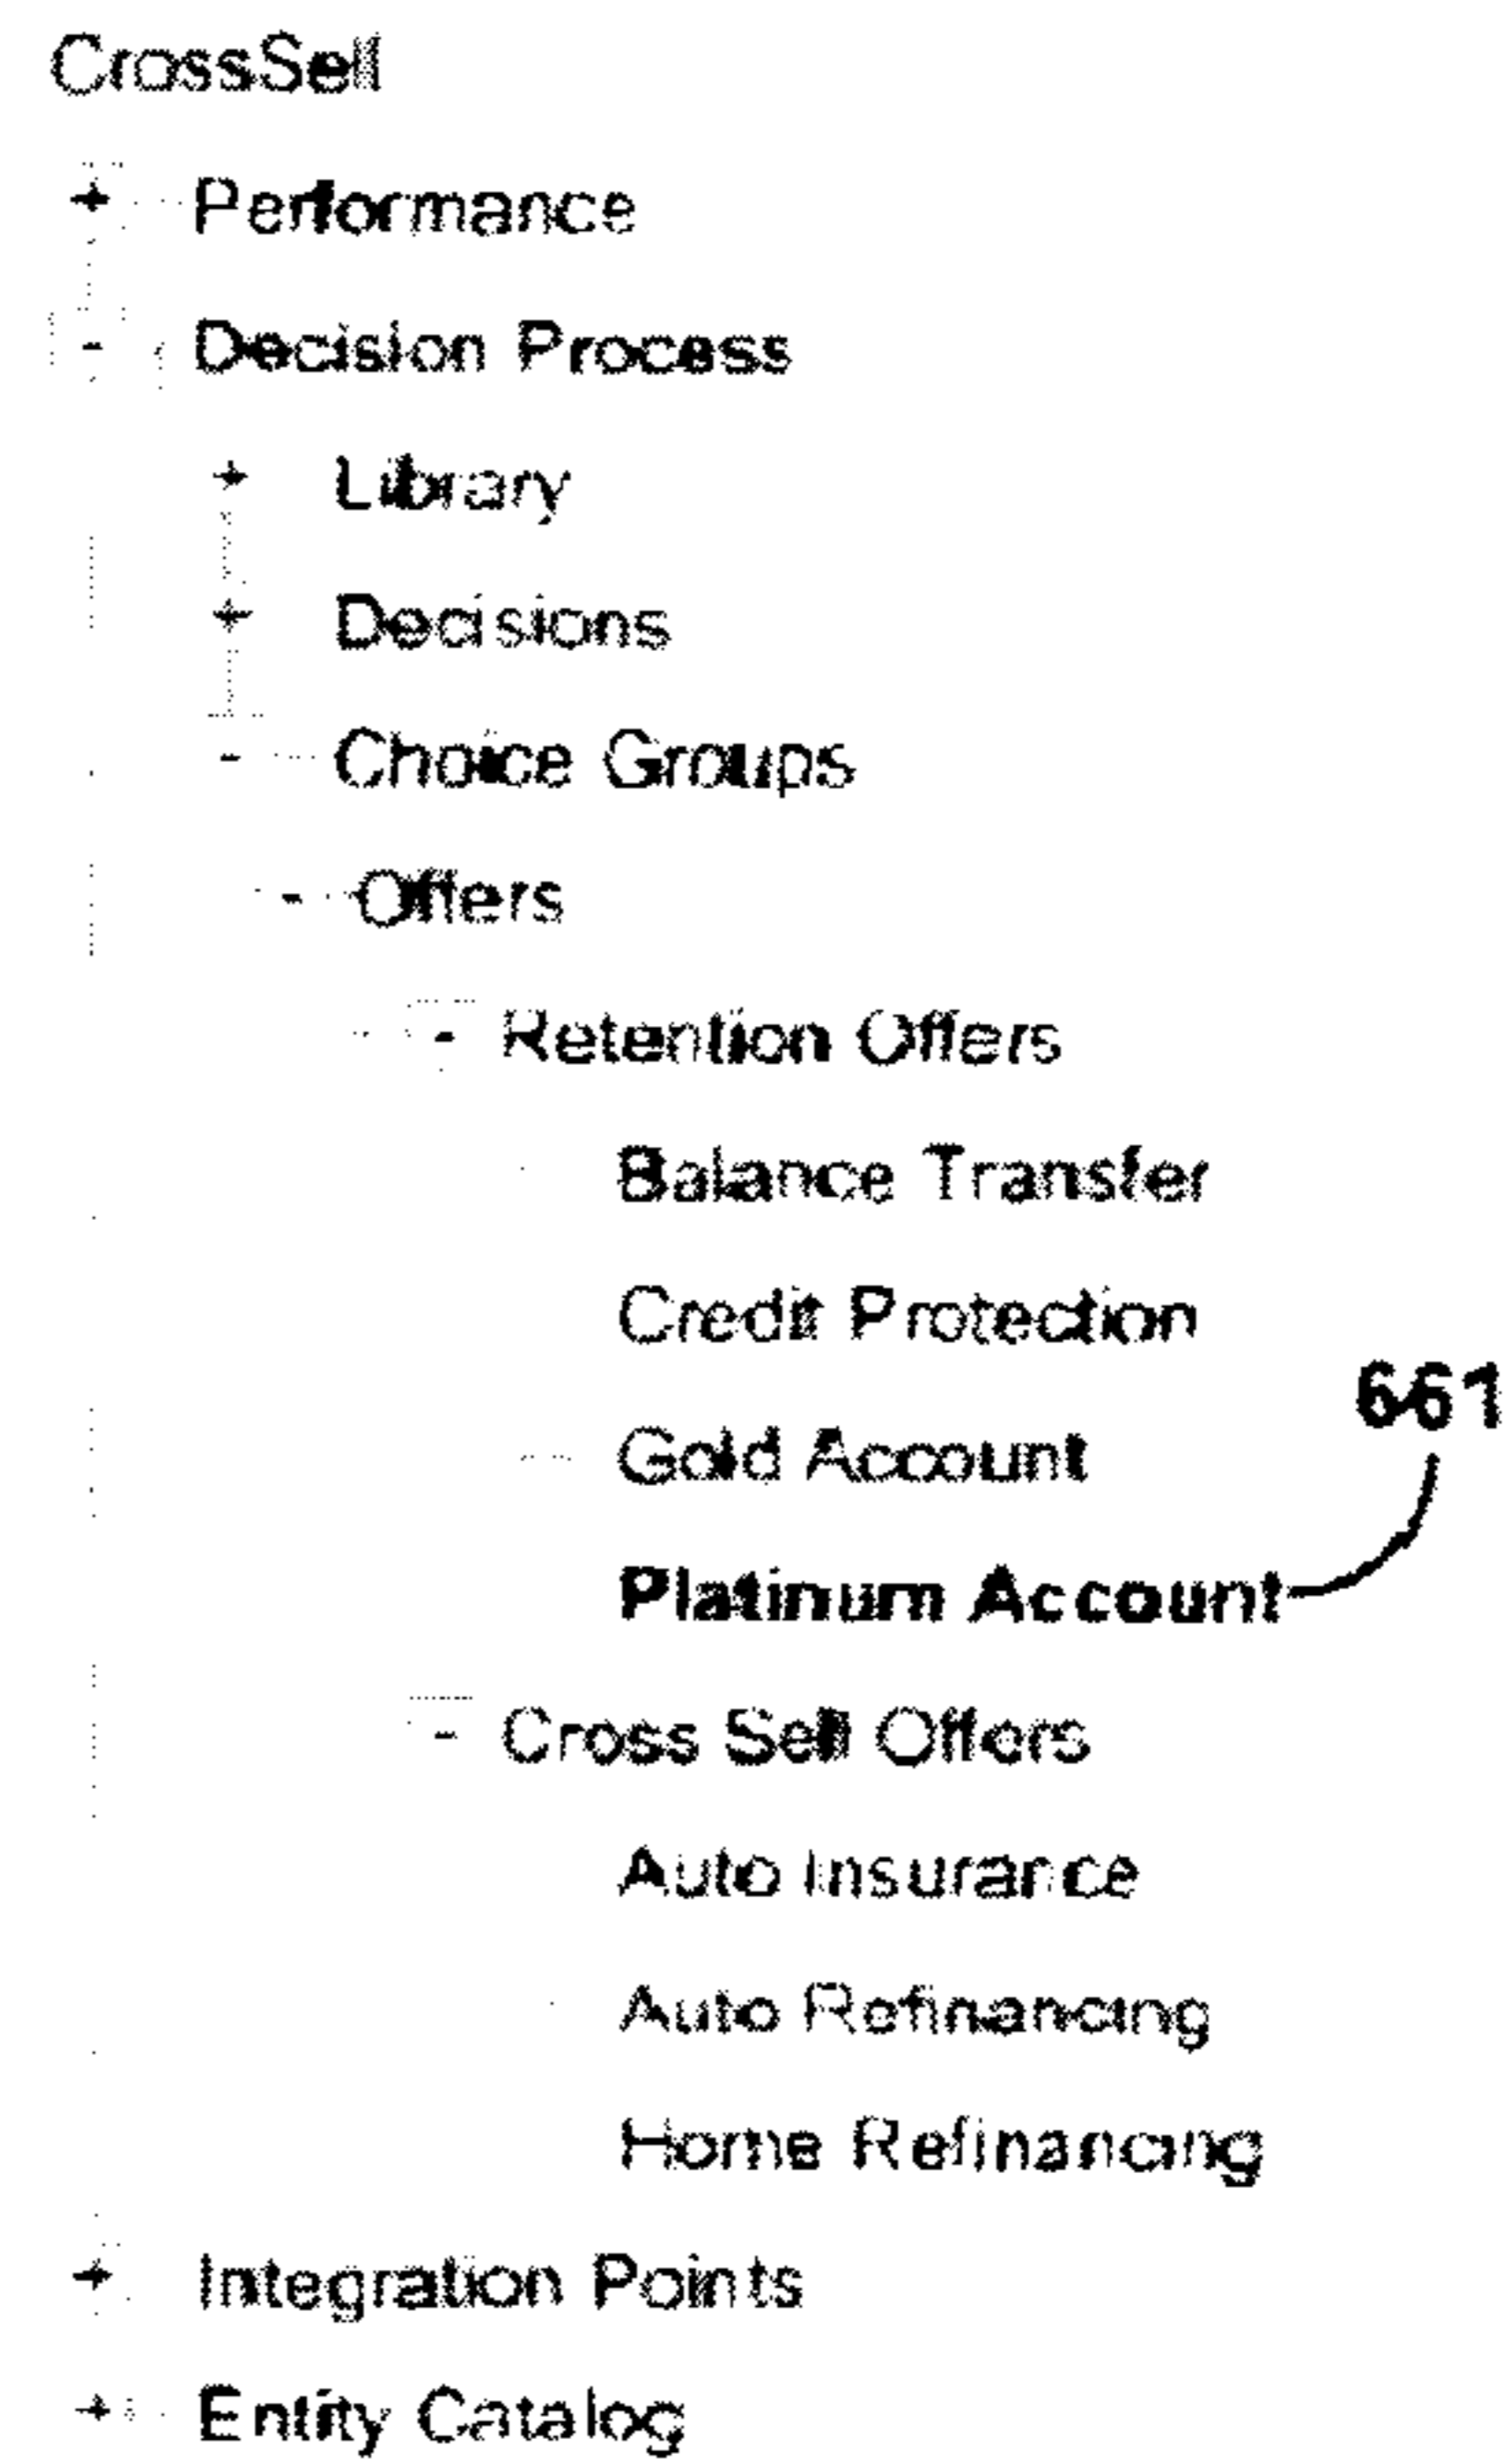 CrossSell
+ Performance
- Decision Process
+ Library
+ Decisions
- Choice Groups
- Offers
- Retention Offers
Balance Transfer
Credit Protection
661
Gold Account
Platinum Account
- Cross Sell Offers
Auto Insurance
Auto Refinancing
Home Refinancing
+ Integration Points
+ Entity Catalog